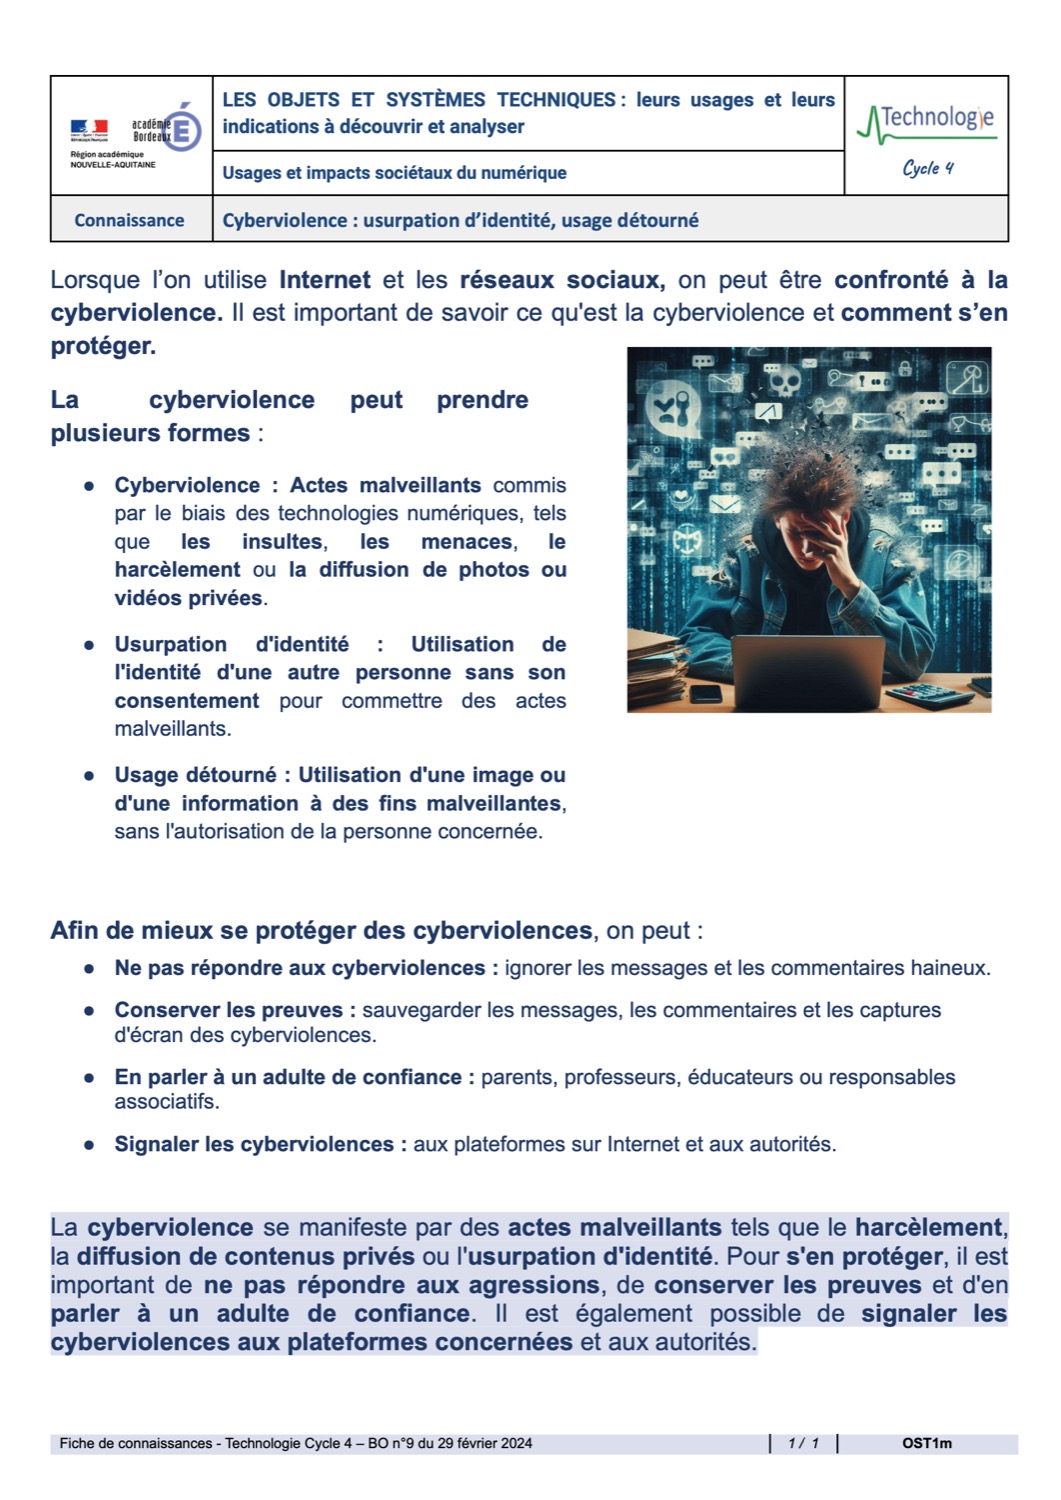 académie
Bordeaux
É
RÉPUBLIQUE FRANÇAISE
Région académique
NOUVELLE-AQUITAINE
LES OBJETS ET SYSTÈMES TECHNIQUES : leurs usages et leurs
indications à découvrir et analyser
Usages et impacts sociétaux du numérique
Technologie
Cycle 4
Connaissance
Cyberviolence : usurpation d’identité, usage détourné
Lorsque l’on utilise Internet et les réseaux sociaux, on peut être confronté à la
cyberviolence. Il est important de savoir ce qu'est la cyberviolence et comment s’en
protéger.
La cyberviolence peut prendre
plusieurs formes :
● Cyberviolence : Actes malveillants commis
par le biais des technologies numériques, tels
que les insultes, les menaces, le
harcèlement ou la diffusion de photos ou
vidéos privées.
● Usurpation d'identité : Utilisation de
l'identité d'une autre personne sans son
consentement pour commettre des actes
malveillants.
● Usage détourné : Utilisation d'une image ou
d'une information à des fins malveillantes,
sans l'autorisation de la personne concernée.
Afin de mieux se protéger des cyberviolences, on peut :
● Ne pas répondre aux cyberviolences : ignorer les messages et les commentaires haineux.
● Conserver les preuves : sauvegarder les messages, les commentaires et les captures
d'écran des cyberviolences.
● En parler à un adulte de confiance : parents, professeurs, éducateurs ou responsables
associatifs.
● Signaler les cyberviolences : aux plateformes sur Internet et aux autorités.
La cyberviolence se manifeste par des actes malveillants tels que le harcèlement,
la diffusion de contenus privés ou l'usurpation d'identité. Pour s'en protéger, il est
important de ne pas répondre aux agressions, de conserver les preuves et d'en
parler à un adulte de confiance. Il est également possible de signaler les
cyberviolences aux plateformes concernées et aux autorités.
Fiche de connaissances - Technologie Cycle 4 – BO n°9 du 29 février 2024 | 1 / 1 | OST1m